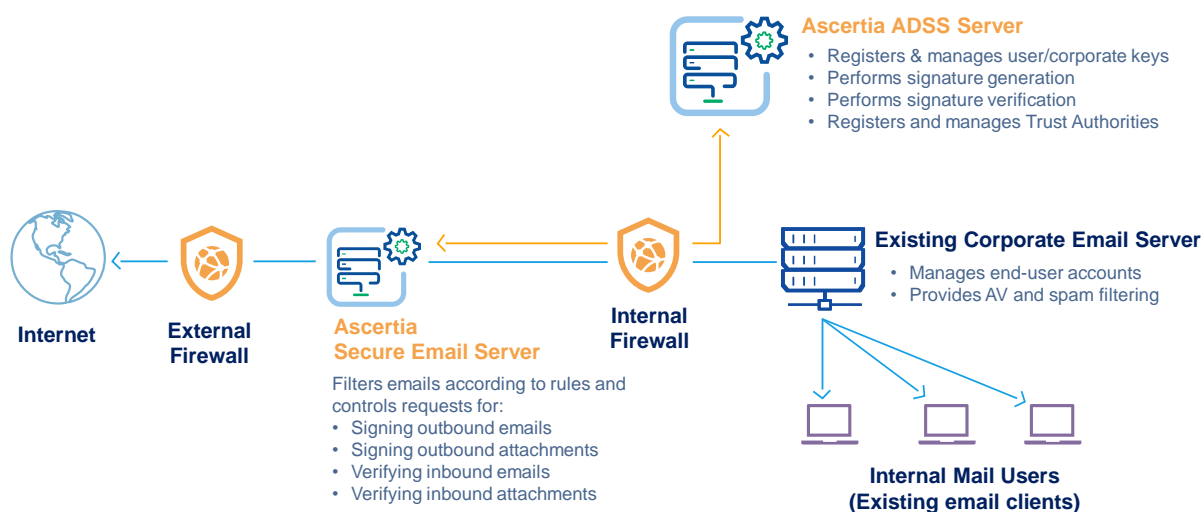 Ascertia ADSS Server
• Registers & manages user/corporate keys
• Performs signature generation
• Performs signature verification
• Registers and manages Trust Authorities
Existing Corporate Email Server
• Manages end-user accounts
• Provides AV and spam filtering
Internet
External
Firewall
Ascertia
Secure Email Server
Filters emails according to rules and
controls requests for:
• Signing outbound emails
• Signing outbound attachments
• Verifying inbound emails
• Verifying inbound attachments
Internal
Firewall
Internal Mail Users
(Existing email clients)